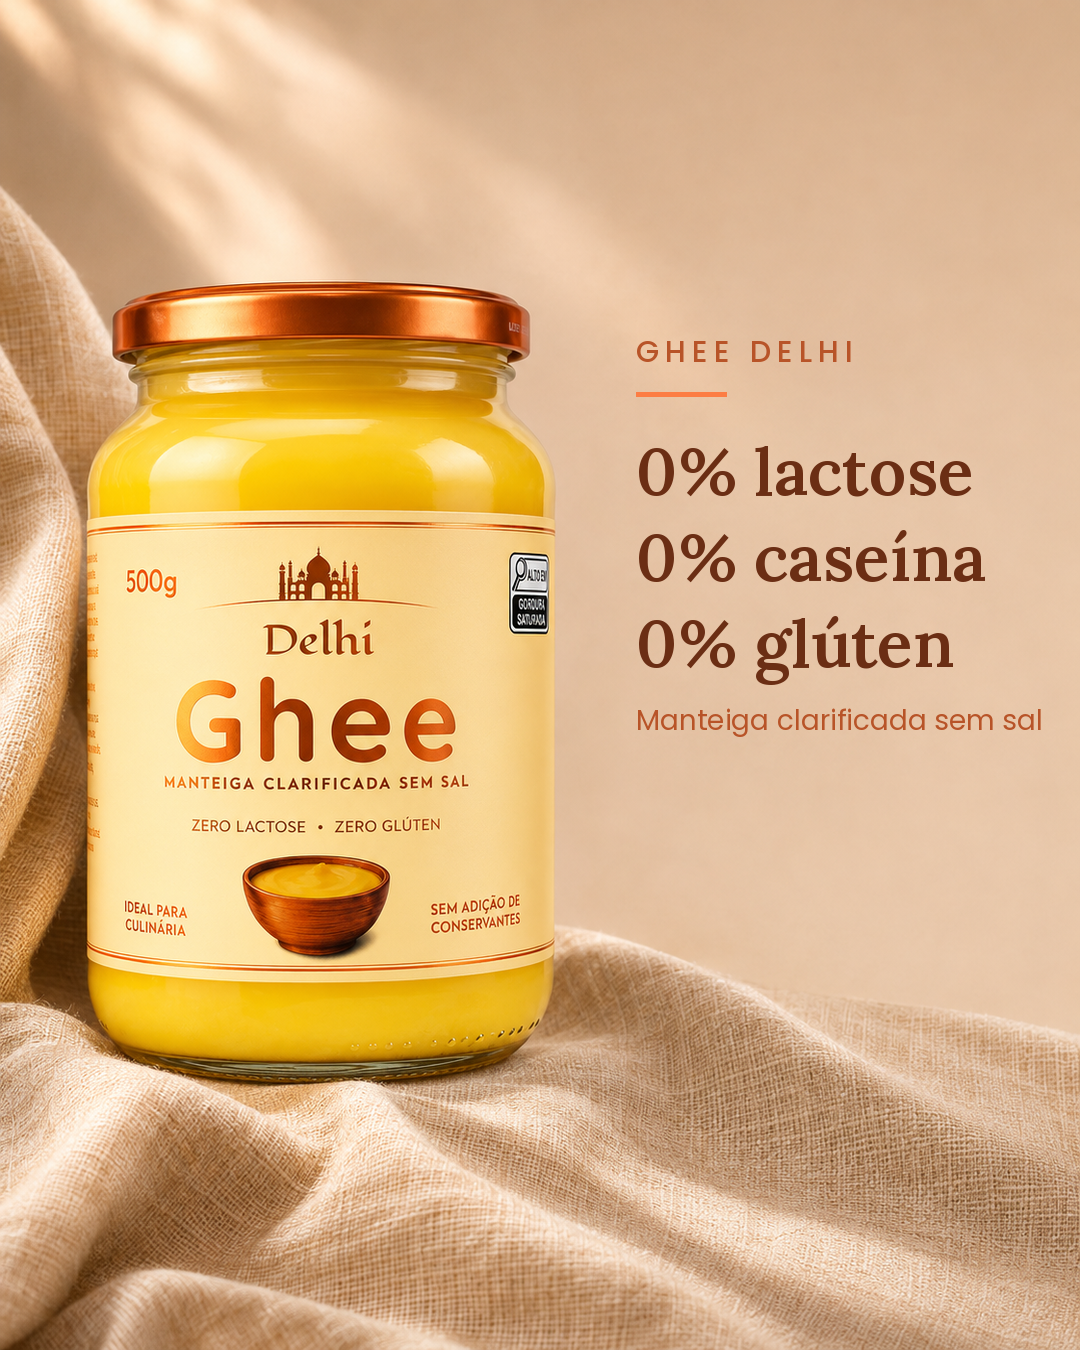 GHEE DELHI
0% lactose
0% caseína
0% glúten
Manteiga clarificada sem sal
500g
ALTO EM
GORDURA
SATURADA
Delhi
Ghee
MANTEIGA CLARIFICADA SEM SAL
ZERO LACTOSE • ZERO GLÚTEN
IDEAL PARA
CULINÁRIA
SEM ADIÇÃO DE
CONSERVANTES